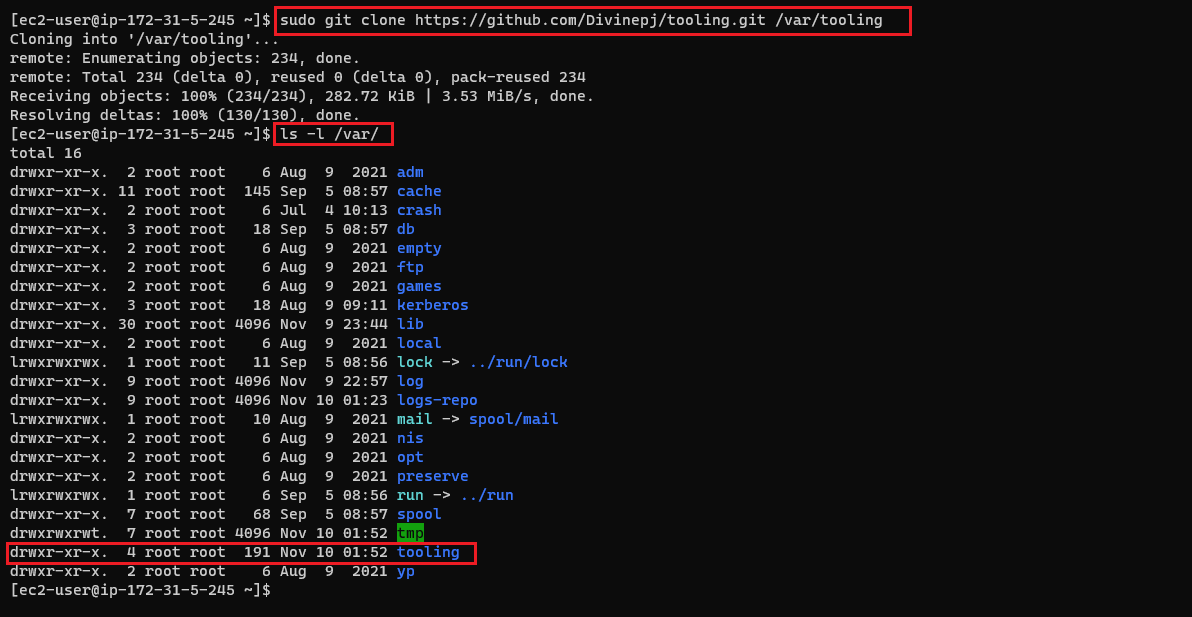 [ec2-user@ip-172-31-5-245 ~]$ sudo git clone https://github.com/Divinepj/tooling.git /var/tooling
Cloning into '/var/tooling'...
remote: Enumerating objects: 234, done.
remote: Total 234 (delta 0), reused 0 (delta 0), pack-reused 234
Receiving objects: 100% (234/234), 282.72 KiB | 3.53 MiB/s, done.
Resolving deltas: 100% (130/130), done.
[ec2-user@ip-172-31-5-245 ~]$ ls -l /var/
total 16
drwxr-xr-x.  2 root root    6 Aug  9  2021 adm
drwxr-xr-x. 11 root root  145 Sep  5 08:57 cache
drwxr-xr-x.  2 root root    6 Jul  4 10:13 crash
drwxr-xr-x.  3 root root   18 Sep  5 08:57 db
drwxr-xr-x.  2 root root    6 Aug  9  2021 empty
drwxr-xr-x.  2 root root    6 Aug  9  2021 ftp
drwxr-xr-x.  2 root root    6 Aug  9  2021 games
drwxr-xr-x.  3 root root   18 Aug  9 09:11 kerberos
drwxr-xr-x. 30 root root 4096 Nov  9 23:44 lib
drwxr-xr-x.  2 root root    6 Aug  9  2021 local
lrwxrwxrwx.  1 root root   11 Sep  5 08:56 lock -> ../run/lock
drwxr-xr-x.  9 root root 4096 Nov  9 22:57 log
drwxr-xr-x.  9 root root 4096 Nov 10 01:23 logs-repo
lrwxrwxrwx.  1 root root   10 Aug  9  2021 mail -> spool/mail
drwxr-xr-x.  2 root root    6 Aug  9  2021 nis
drwxr-xr-x.  2 root root    6 Aug  9  2021 opt
drwxr-xr-x.  2 root root    6 Aug  9  2021 preserve
lrwxrwxrwx.  1 root root    6 Sep  5 08:56 run -> ../run
drwxr-xr-x.  7 root root   68 Sep  5 08:57 spool
drwxrwxrwt.  7 root root 4096 Nov 10 01:52 tmp
drwxr-xr-x.  4 root root  191 Nov 10 01:52 tooling
drwxr-xr-x.  2 root root    6 Aug  9  2021 yp
[ec2-user@ip-172-31-5-245 ~]$